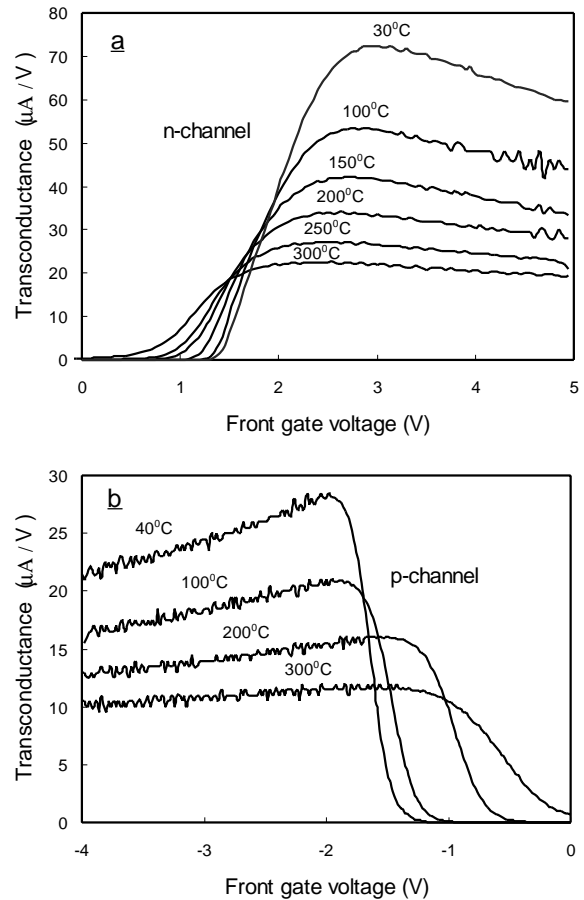 a
Transconductance (μA / V)
80
70
60
50
40
30
20
10
0
n-channel
30⁰C
100⁰C
150⁰C
200⁰C
250⁰C
300⁰C
0 1 2 3 4 5
Front gate voltage (V)
b
Transconductance (μA / V)
30
25
20
15
10
5
0
40⁰C
100⁰C
200⁰C
300⁰C
p-channel
-4 -3 -2 -1 0
Front gate voltage (V)